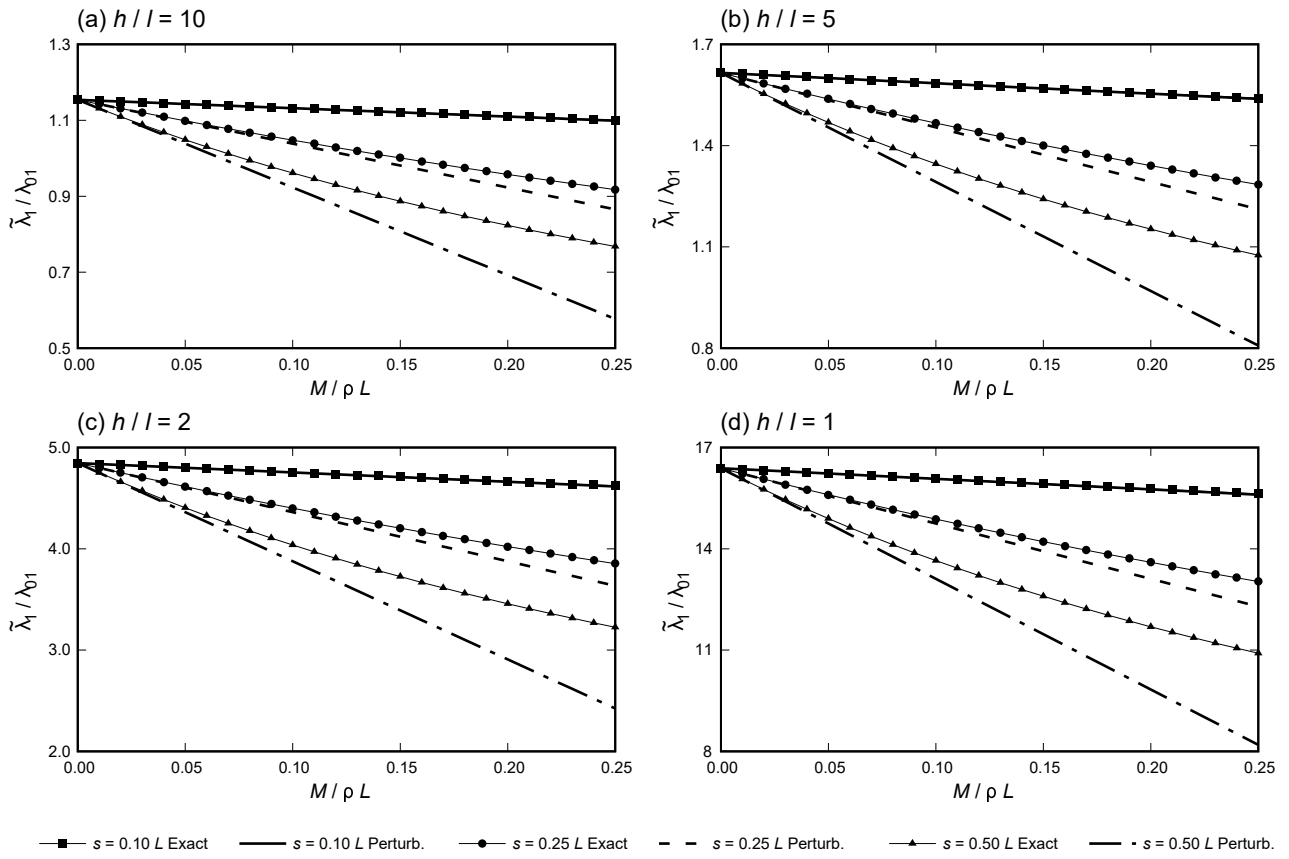 (a) h / l = 10
1.3
1.1
0.9
0.7
0.5
λ̃₁ / λ₀₁
0.00 0.05 0.10 0.15 0.20 0.25
M / ρ L
(b) h / l = 5
1.7
1.4
1.1
0.8
λ̃₁ / λ₀₁
0.00 0.05 0.10 0.15 0.20 0.25
M / ρ L
(c) h / l = 2
5.0
4.0
3.0
2.0
λ̃₁ / λ₀₁
0.00 0.05 0.10 0.15 0.20 0.25
M / ρ L
(d) h / l = 1
17
14
11
8
λ̃₁ / λ₀₁
0.00 0.05 0.10 0.15 0.20 0.25
M / ρ L
s = 0.10 L Exact s = 0.10 L Perturb. s = 0.25 L Exact s = 0.25 L Perturb. s = 0.50 L Exact s = 0.50 L Perturb.